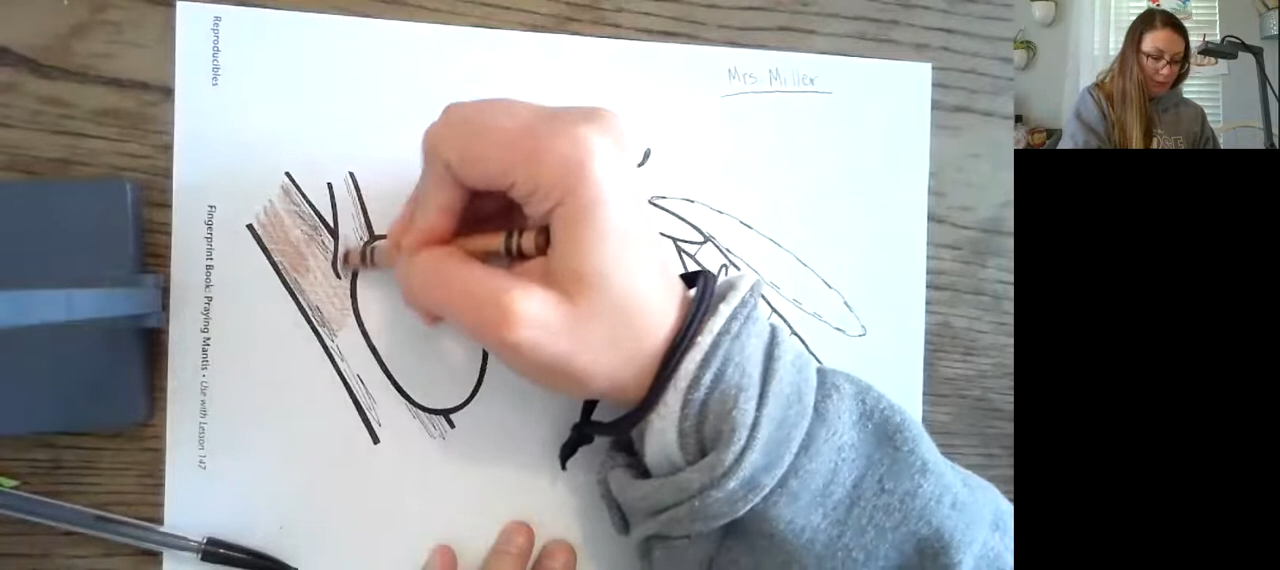 Mrs. Miller
Reproducibles
Fingerprint Book: Praying Mantis • Use with Lesson 147